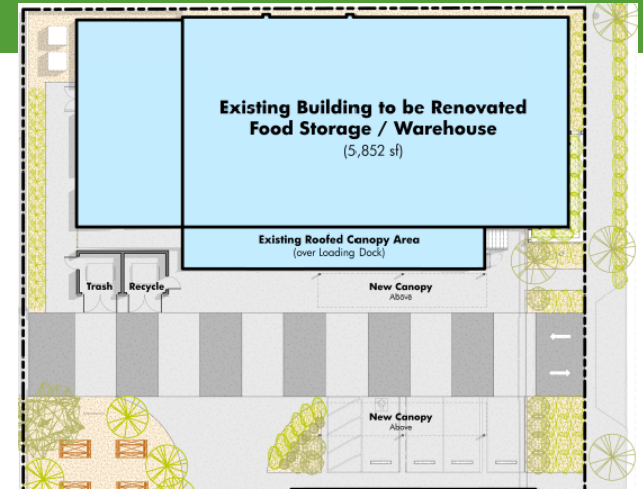 Existing Building to be Renovated
Food Storage / Warehouse
(5,852 sf)
Existing Roofed Canopy Area
(over Loading Dock)
Trash
Recycle
New Canopy
Above
New Canopy
Above